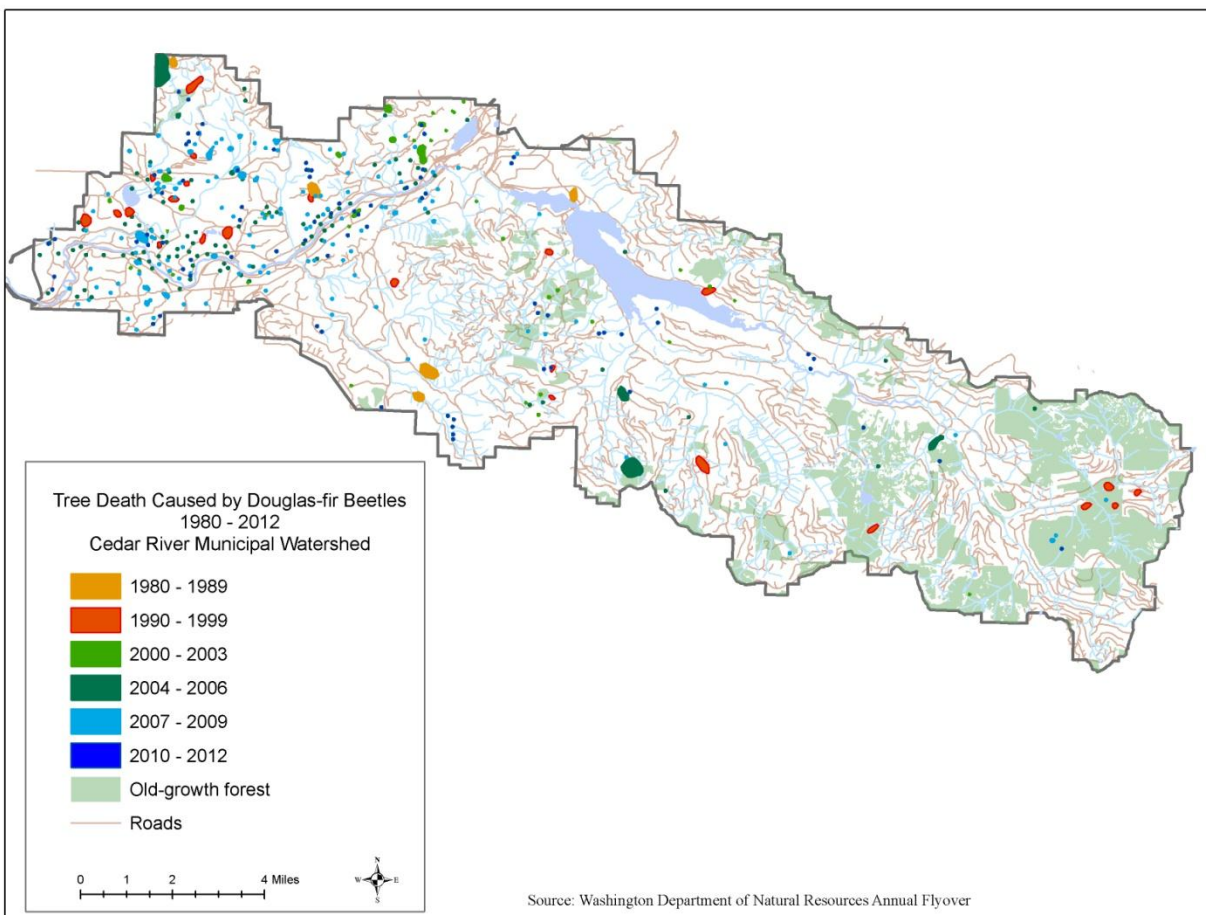 Tree Death Caused by Douglas-fir Beetles
1980 - 2012
Cedar River Municipal Watershed
1980 - 1989
1990 - 1999
2000 - 2003
2004 - 2006
2007 - 2009
2010 - 2012
Old-growth forest
Roads
0 1 2 4 Miles
N
W E
S
Source: Washington Department of Natural Resources Annual Flyover